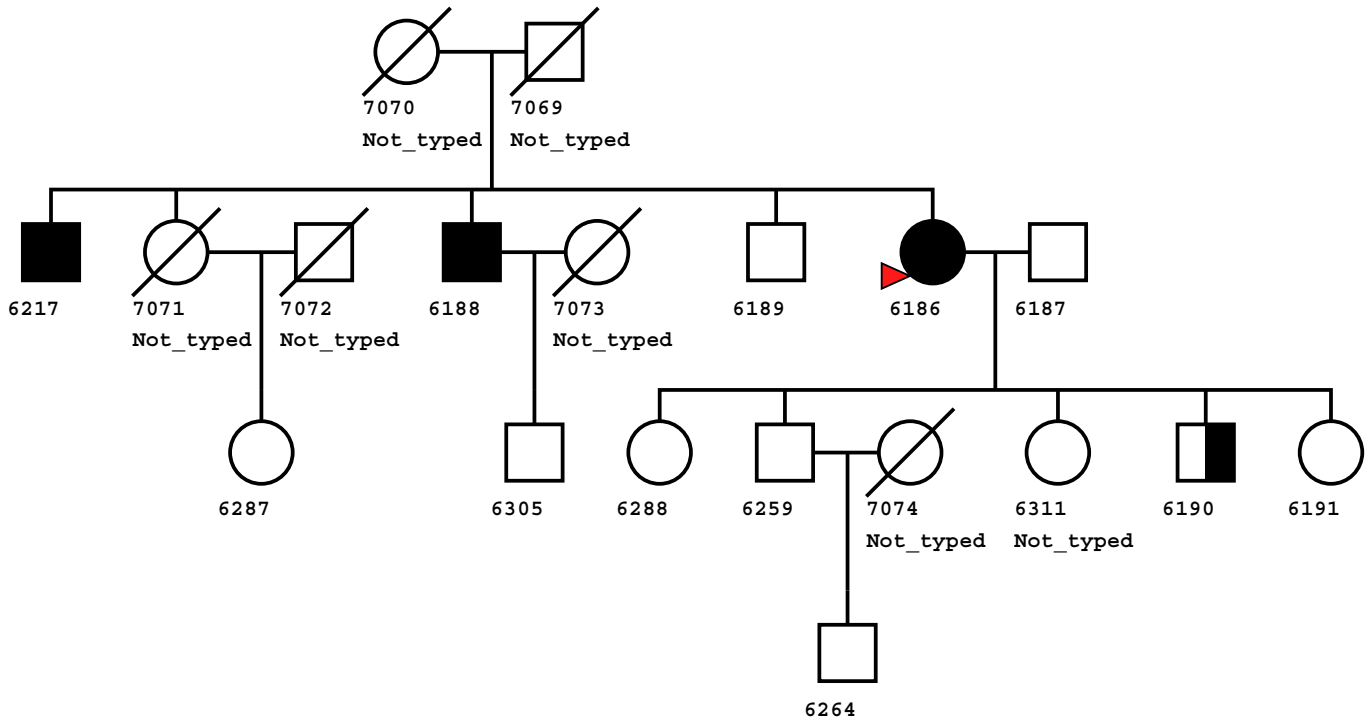 7070 7069
Not_typed Not_typed
6217 7071 7072 6188 7073 6189 6186 6187
Not_typed Not_typed Not_typed
6287 6305 6288 6259 7074 6311 6190 6191
Not_typed Not_typed
6264